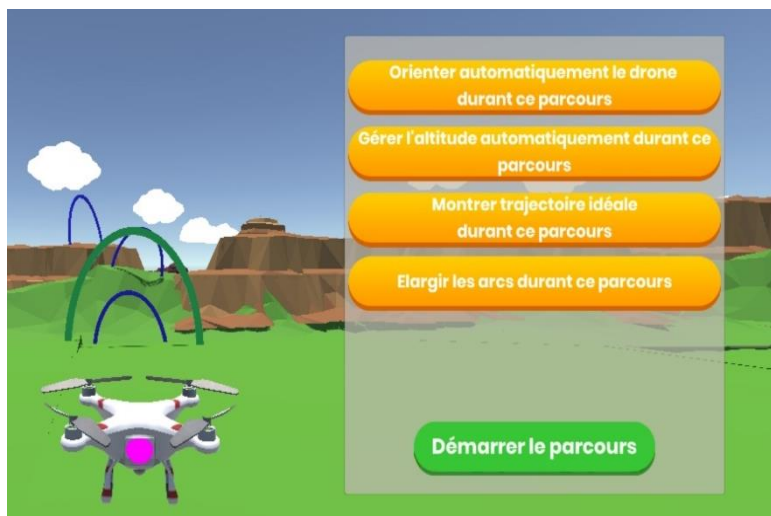 Orienter automatiquement le drone
durant ce parcours
Gérer l'altitude automatiquement durant ce
parcours
Montrer trajectoire idéale
durant ce parcours
Elargir les arcs durant ce parcours
Démarrer le parcours